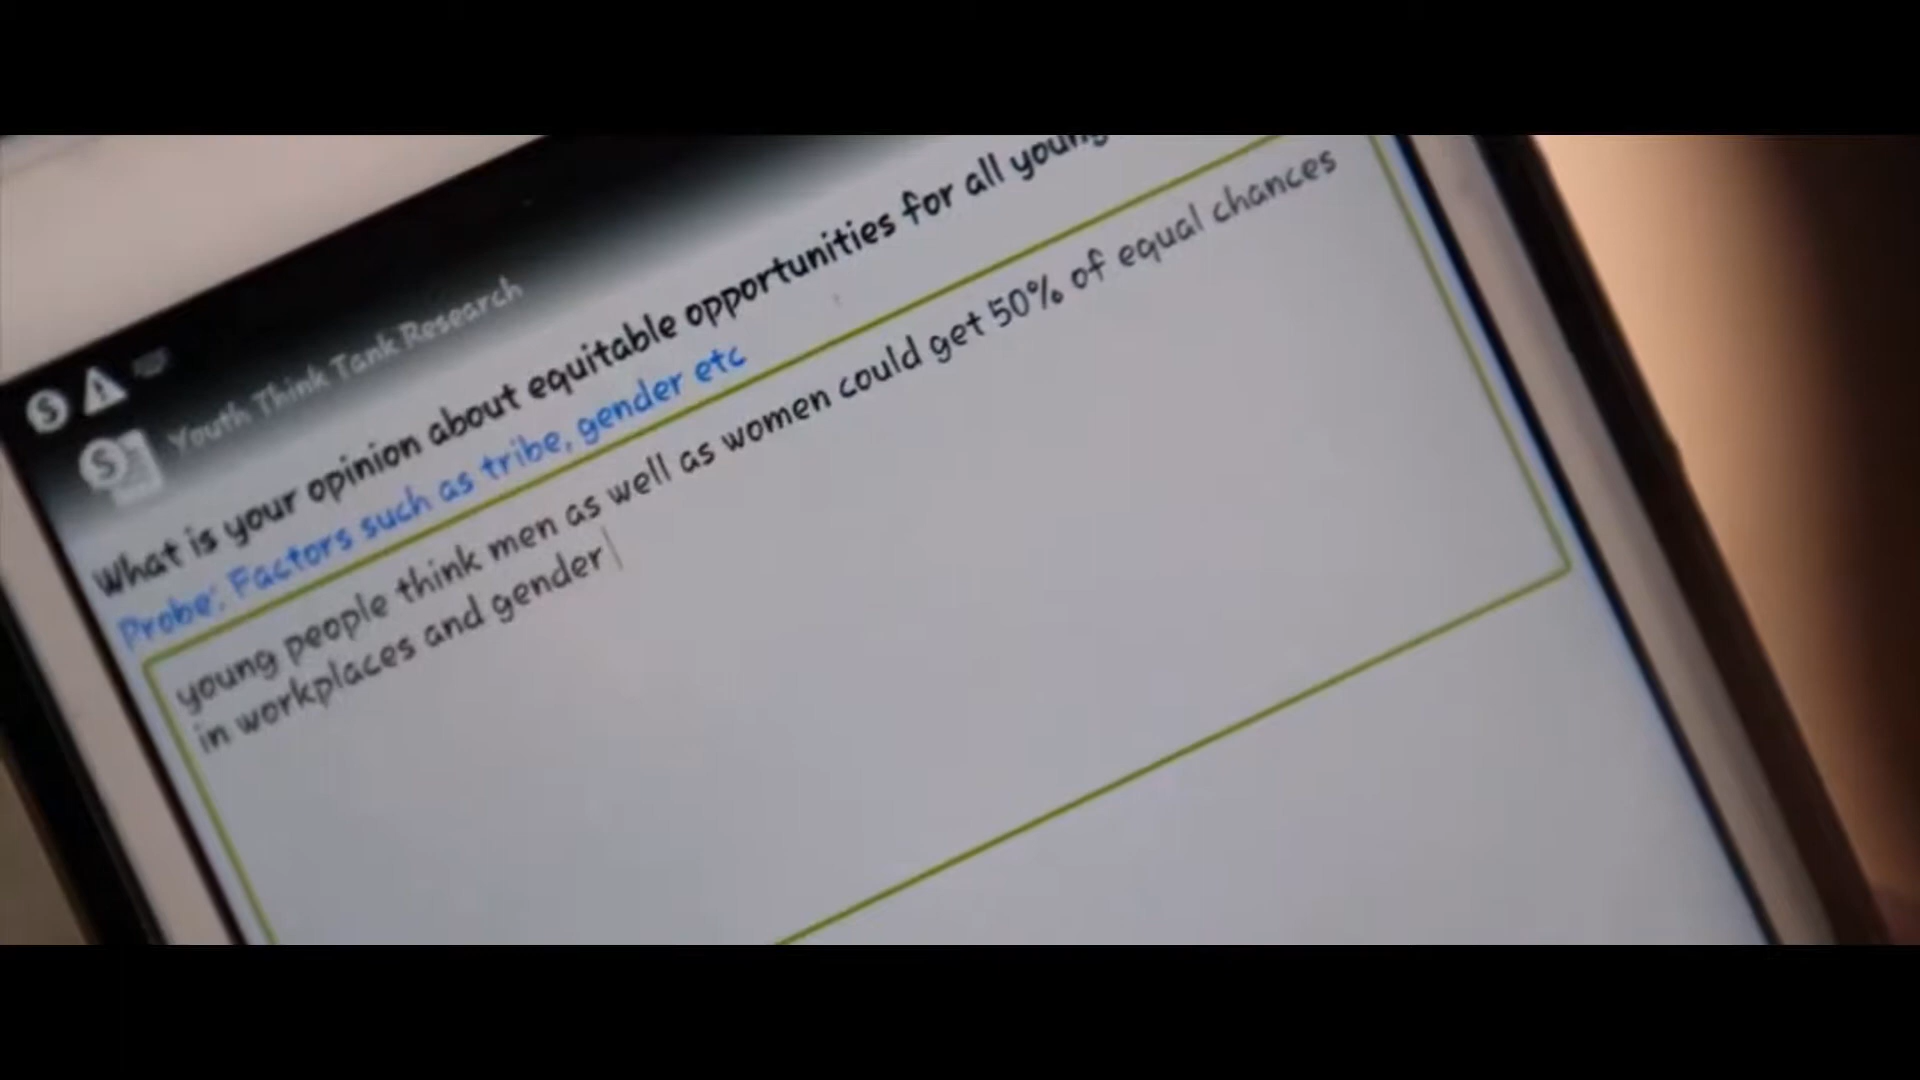 Youth Think Tank Research
What is your opinion about equitable opportunities for all young
Probe: Factors such as tribe, gender etc
young people think men as well as women could get 50% of equal chances
in workplaces and gender